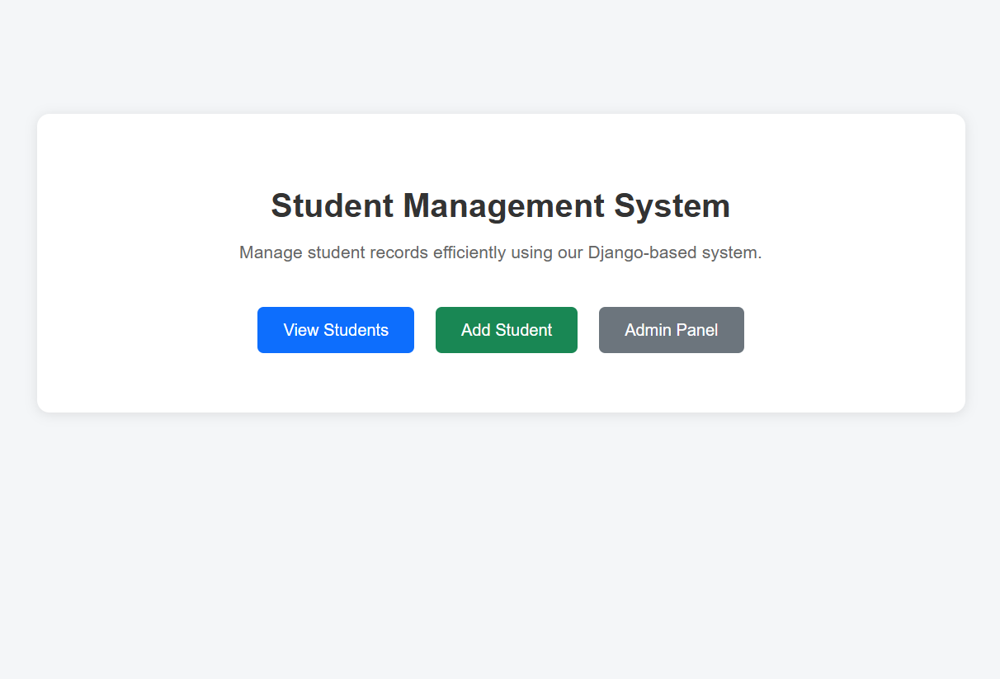 Student Management System
Manage student records efficiently using our Django-based system.
View Students Add Student Admin Panel